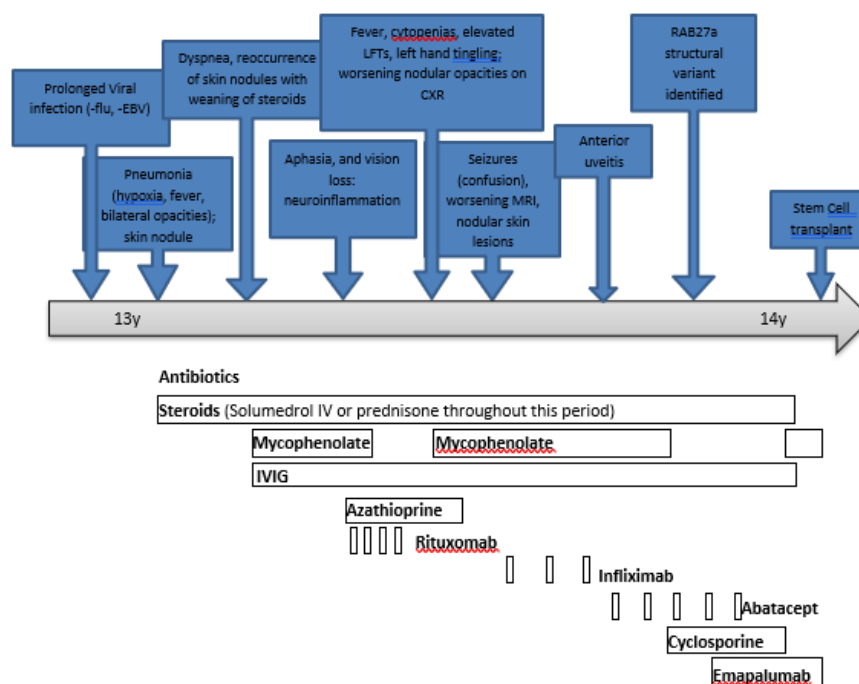 Prolonged Viral
infection (-flu, -EBV)
Pneumonia
(hypoxia, fever,
bilateral opacities);
skin nodule
Dyspnea, reoccurrence
of skin nodules with
weaning of steroids
Aphasia, and vision
loss:
neuroinflammation
Fever, cytopenias, elevated
LFTs, left hand tingling;
worsening nodular opacities on
CXR
Seizures
(confusion),
worsening MRI,
nodular skin
lesions
Anterior
uveitis
RAB27a
structural
variant
identified
Stem Cell
transplant
13y
14y
Antibiotics
Steroids (Solumedrol IV or prednisone throughout this period)
Mycophenolate
Mycophenolate
IVIG
Azathioprine
Rituxomab
Infliximab
Abatacept
Cyclosporine
Emapalumab